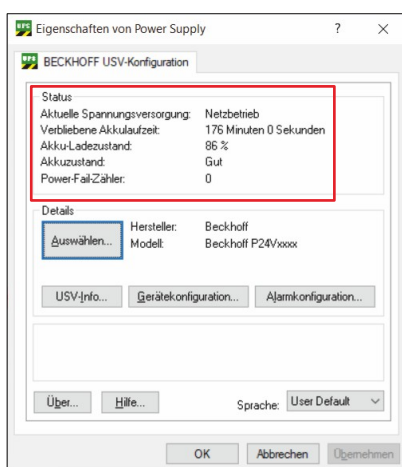 UPS Eigenschaften von Power Supply ? ×
UPS BECKHOFF USV-Konfiguration
Status
Aktuelle Spannungsversorgung: Netzbetrieb
Verbliebene Akkulaufzeit: 176 Minuten 0 Sekunden
Akku-Ladezustand: 86 %
Akkuzustand: Gut
Power-Fail-Zähler: 0
Details
Auswählen...
Hersteller: Beckhoff
Modell: Beckhoff P24Vxxxx
USV-Info... Gerätekonfiguration... Alarmkonfiguration...
Über... Hilfe... Sprache: User Default
OK Abbrechen Übernehmen